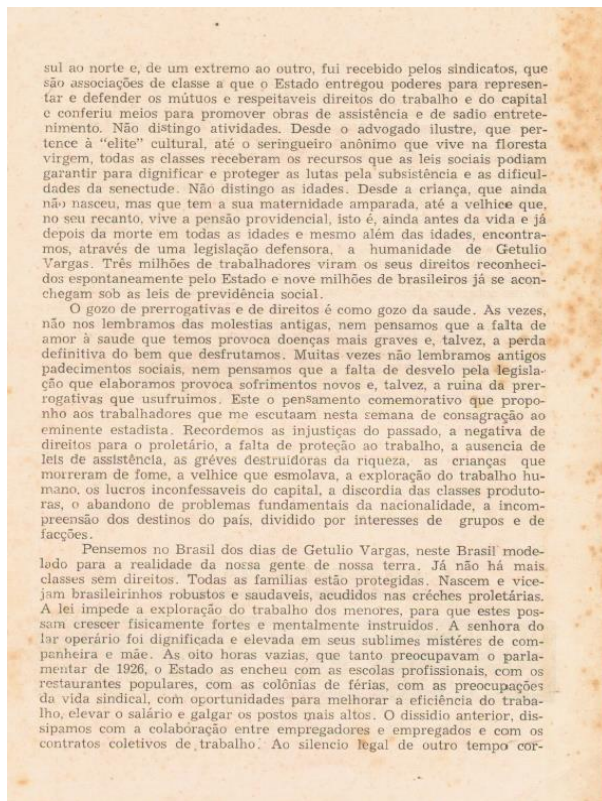 sul ao norte e, de um extremo ao outro, fui recebido pelos sindicatos, que
são associações de classe a que o Estado entregou poderes para represen-
tar e defender os mútuos e respeitaveis direitos do trabalho e do capital
e conferiu meios para promover obras de assistência e de sadio entrete-
nimento. Não distingo atividades. Desde o advogado ilustre, que per-
tence à “elite” cultural, até o seringueiro anônimo que vive na floresta
virgem, todas as classes receberam os recursos que as leis sociais podiam
garantir para dignificar e proteger as lutas pela subsistência e as dificul-
dades da senectude. Não distingo as idades. Desde a criança, que ainda
não nasceu, mas que tem a sua maternidade amparada, até a velhice que,
no seu recanto, vive a pensão providencial, isto é, ainda antes da vida e já
depois da morte em todas as idades e mesmo além das idades, encontra-
mos, através de uma legislação defensora, a humanidade de Getulio
Vargas. Três milhões de trabalhadores viram os seus direitos reconheci-
dos espontaneamente pelo Estado e nove milhões de brasileiros já se acon-
chegam sob as leis de previdência social.
O gozo de prerrogativas e de direitos é como gozo da saude. As vezes,
não nos lembramos das molestias antigas, nem pensamos que a falta de
amor à saude que temos provoca doenças mais graves e, talvez, a perda
definitiva do bem que desfrutamos. Muitas vezes não lembramos antigos
padecimentos sociais, nem pensamos que a falta de desvelo pela legisla-
ção que elaboramos provoca sofrimentos novos e, talvez, a ruina da prer-
rogativas que usufruimos. Este o pensamento comemorativo que propo-
nho aos trabalhadores que me escutaam nesta semana de consagração ao
eminente estadista. Recordemos as injustiças do passado, a negativa de
direitos para o proletário, a falta de proteção ao trabalho, a ausencia de
leis de assistência, as gréves destruidoras da riqueza, as crianças que
morreram de fome, a velhice que esmolava, a exploração do trabalho hu-
mano, os lucros inconfessaveis do capital, a discordia das classes produto-
ras, o abandono de problemas fundamentais da nacionalidade, a incom-
preensão dos destinos do país, dividido por interesses de grupos e de
facções.
Pensemos no Brasil dos dias de Getulio Vargas, neste Brasil mode-
lado para a realidade da nossa gente de nossa terra. Já não há mais
classes sem direitos. Todas as familias estão protegidas. Nascem e vice-
jam brasileirinhos robustos e saudaveis, acudidos nas créches proletárias.
A lei impede a exploração do trabalho dos menores, para que estes pos-
sam crescer fisicamente fortes e mentalmente instruidos. A senhora do
lar operário foi dignificada e elevada em seus sublimes mistéres de com-
panheira e mãe. As oito horas vazias, que tanto preocupavam o parla-
mentar de 1926, o Estado as encheu com as escolas profissionais, com os
restaurantes populares, com as colônias de férias, com as preocupações
da vida sindical, com oportunidades para melhorar a eficiência do traba-
lho, elevar o salário e galgar os postos mais altos. O dissidio anterior, dis-
sipamos com a colaboração entre empregadores e empregados e com os
contratos coletivos de trabalho. Ao silencio legal de outro tempo cor-